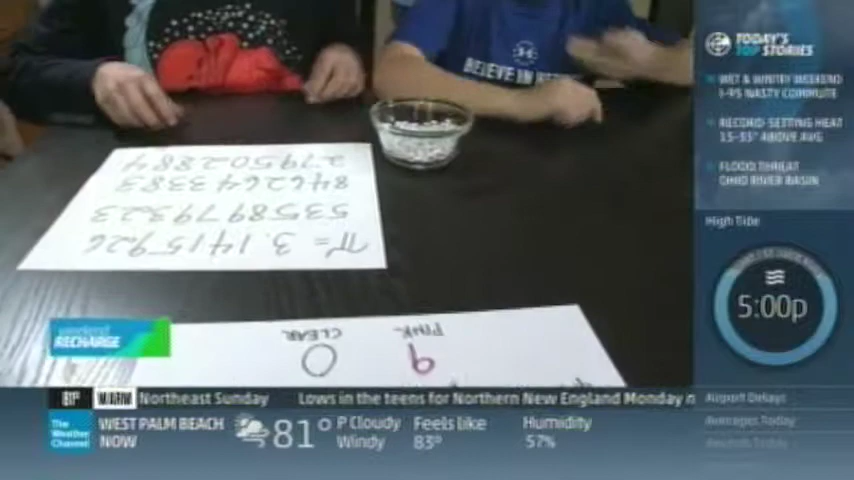 BELIEVE IN
π = 3.1415926
5358979323
8462643383
2795028884
PINK CLEAR
9 0
weekend
RECHARGE
TODAY'S
TOP STORIES
WET & WINTRY WEEKEND
I-95 NASTY COMMUTE
RECORD-SETTING HEAT
15-35° ABOVE AVG
FLOOD THREAT
OHIO RIVER BASIN
High Tide
5:00p
Airport Delays
Averages Today
81° Northeast Sunday Lows in the teens for Northern New England Monday n
The Weather Channel
WEST PALM BEACH
NOW
81°
P Cloudy
Windy
Feels like
83°
Humidity
57%